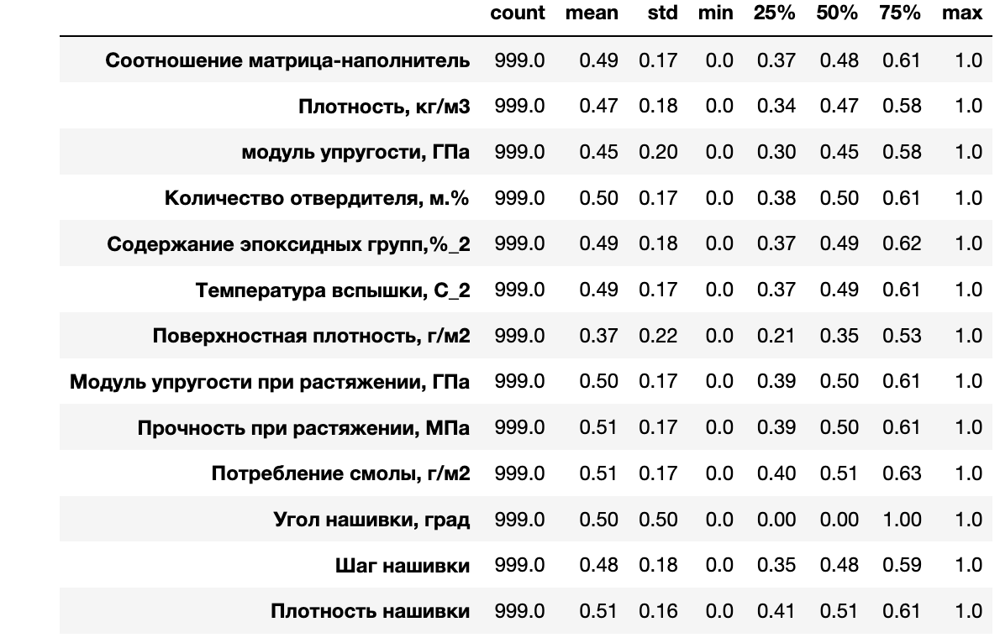 count mean std min 25% 50% 75% max
Соотношение матрица-наполнитель 999.0 0.49 0.17 0.0 0.37 0.48 0.61 1.0
Плотность, кг/м3 999.0 0.47 0.18 0.0 0.34 0.47 0.58 1.0
модуль упругости, ГПа 999.0 0.45 0.20 0.0 0.30 0.45 0.58 1.0
Количество отвердителя, м.% 999.0 0.50 0.17 0.0 0.38 0.50 0.61 1.0
Содержание эпоксидных групп,%_2 999.0 0.49 0.18 0.0 0.37 0.49 0.62 1.0
Температура вспышки, С_2 999.0 0.49 0.17 0.0 0.37 0.49 0.61 1.0
Поверхностная плотность, г/м2 999.0 0.37 0.22 0.0 0.21 0.35 0.53 1.0
Модуль упругости при растяжении, ГПа 999.0 0.50 0.17 0.0 0.39 0.50 0.61 1.0
Прочность при растяжении, МПа 999.0 0.51 0.17 0.0 0.39 0.50 0.61 1.0
Потребление смолы, г/м2 999.0 0.51 0.17 0.0 0.40 0.51 0.63 1.0
Угол нашивки, град 999.0 0.50 0.50 0.0 0.00 0.00 1.00 1.0
Шаг нашивки 999.0 0.48 0.18 0.0 0.35 0.48 0.59 1.0
Плотность нашивки 999.0 0.51 0.16 0.0 0.41 0.51 0.61 1.0